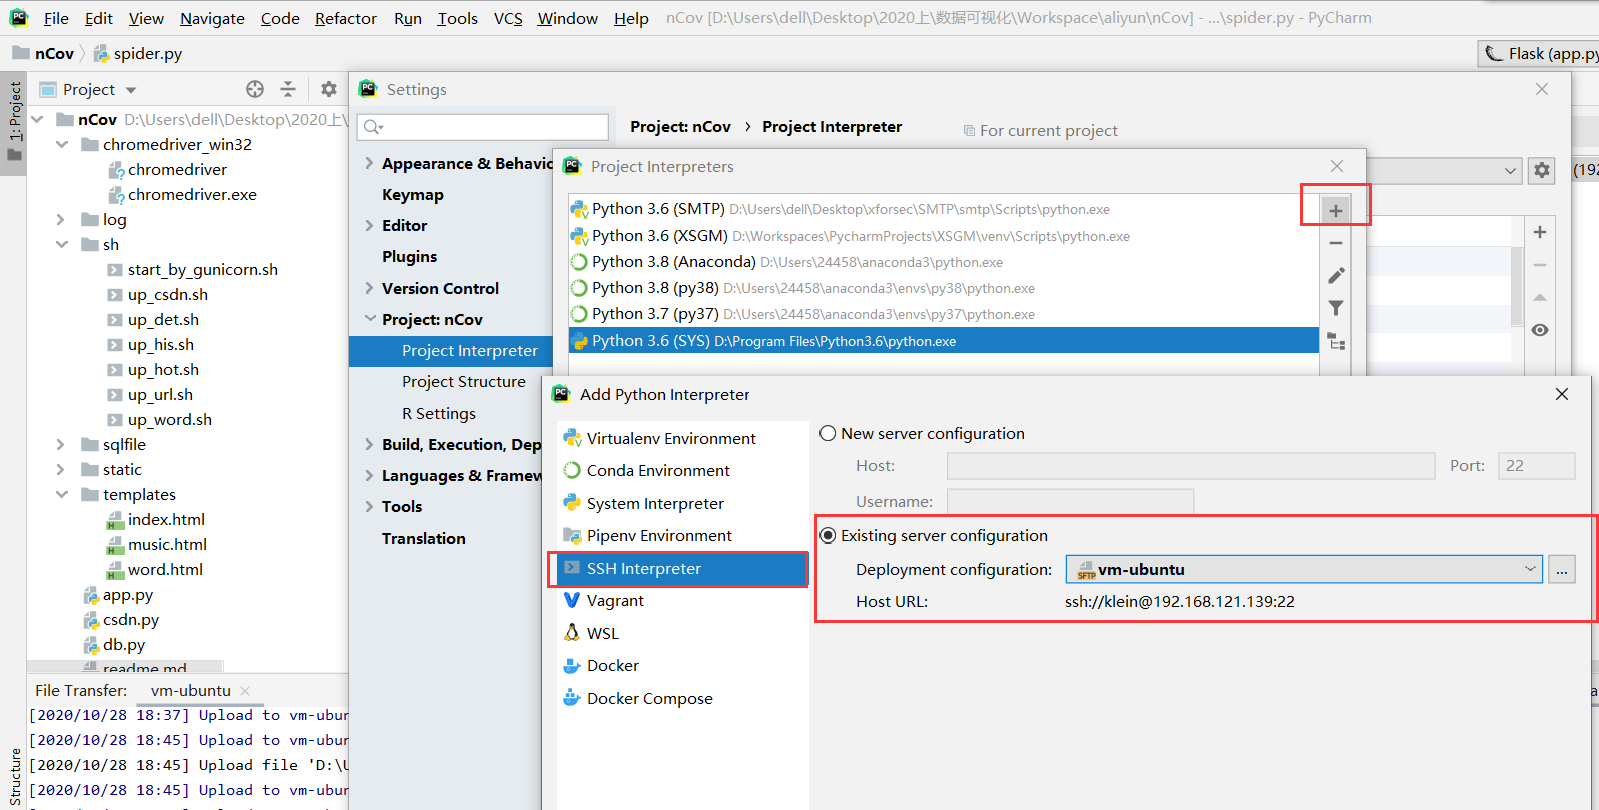 File Edit View Navigate Code Refactor Run Tools VCS Window Help nCov [D:\Users\dell\Desktop\2020上\数据可视化\Workspace\aliyun\nCov] - ...\spider.py - PyCharm
nCov spider.py
Flask (app.py
1: Project
Project
nCov D:\Users\dell\Desktop\2020上\
chromedriver_win32
chromedriver
chromedriver.exe
log
sh
start_by_gunicorn.sh
up_csdn.sh
up_det.sh
up_his.sh
up_hot.sh
up_url.sh
up_word.sh
sqlfile
static
templates
index.html
music.html
word.html
app.py
csdn.py
db.py
readme.md
File Transfer: vm-ubuntu
[2020/10/28 18:37] Upload to vm-ubun
[2020/10/28 18:45] Upload to vm-ubun
[2020/10/28 18:45] Upload file 'D:\U
[2020/10/28 18:45] Upload to vm-ubun
Structure
Settings
Appearance & Behavio
Keymap
Editor
Plugins
Version Control
Project: nCov
Project Interpreter
Project Structure
R Settings
Build, Execution, Dep
Languages & Framew
Tools
Translation
Project: nCov › Project Interpreter
For current project
(192
Project Interpreters
Python 3.6 (SMTP) D:\Users\dell\Desktop\xforsec\SMTP\smtp\Scripts\python.exe
Python 3.6 (XSGM) D:\Workspaces\PycharmProjects\XSGM\venv\Scripts\python.exe
Python 3.8 (Anaconda) D:\Users\24458\anaconda3\python.exe
Python 3.8 (py38) D:\Users\24458\anaconda3\envs\py38\python.exe
Python 3.7 (py37) D:\Users\24458\anaconda3\envs\py37\python.exe
Python 3.6 (SYS) D:\Program Files\Python3.6\python.exe
Add Python Interpreter
Virtualenv Environment
Conda Environment
System Interpreter
Pipenv Environment
SSH Interpreter
Vagrant
WSL
Docker
Docker Compose
New server configuration
Host: Port: 22
Username:
Existing server configuration
Deployment configuration: SFTP vm-ubuntu ...
Host URL: ssh://klein@192.168.121.139:22